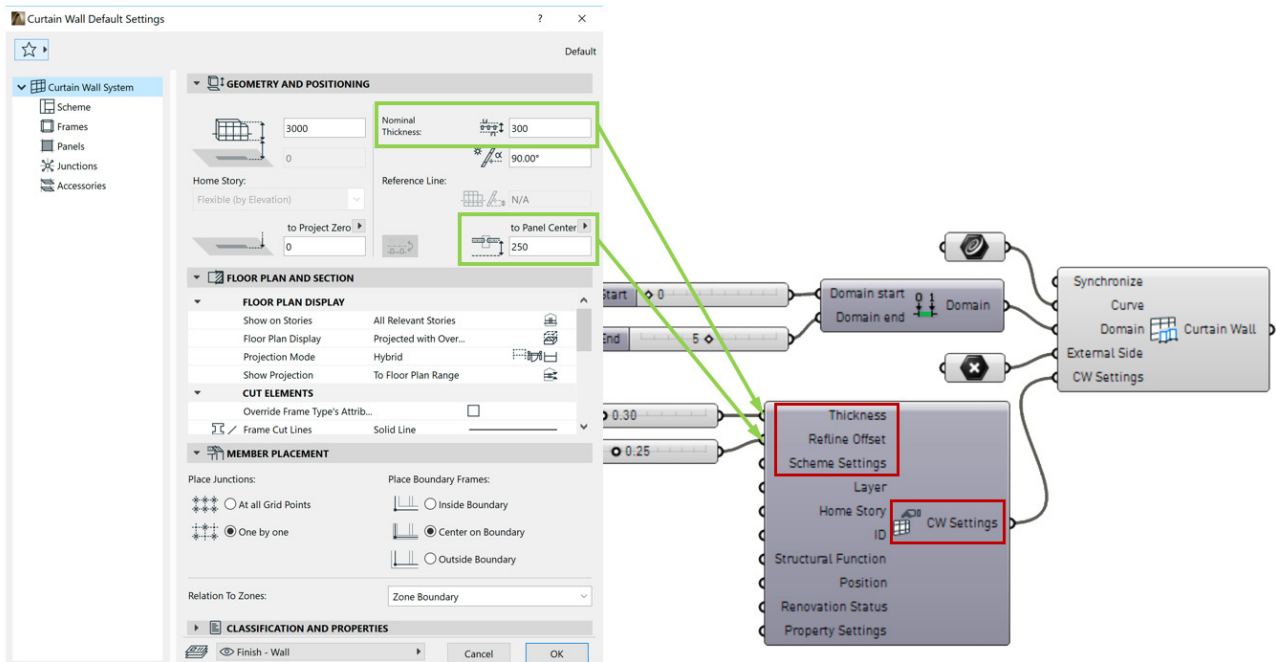 Curtain Wall Default Settings
?
Default
Curtain Wall System
Scheme
Frames
Panels
Junctions
Accessories
GEOMETRY AND POSITIONING
3000
0
Nominal
Thickness:
300
α
90.00°
Home Story:
Flexible (by Elevation)
Reference Line:
N/A
to Project Zero
0
to Panel Center
250
FLOOR PLAN AND SECTION
FLOOR PLAN DISPLAY
Show on Stories All Relevant Stories
Floor Plan Display Projected with Over...
Projection Mode Hybrid
Show Projection To Floor Plan Range
CUT ELEMENTS
Override Frame Type's Attrib...
Frame Cut Lines Solid Line
MEMBER PLACEMENT
Place Junctions:
At all Grid Points
One by one
Place Boundary Frames:
Inside Boundary
Center on Boundary
Outside Boundary
Relation To Zones: Zone Boundary
CLASSIFICATION AND PROPERTIES
Finish - Wall
Cancel
OK
Start 0
End 5
Domain start
Domain end
0 1
Domain
0.30
0.25
Thickness
Refline Offset
Scheme Settings
Layer
Home Story
ID
Structural Function
Position
Renovation Status
Property Settings
CW Settings
Synchronize
Curve
Domain
External Side
CW Settings
Curtain Wall